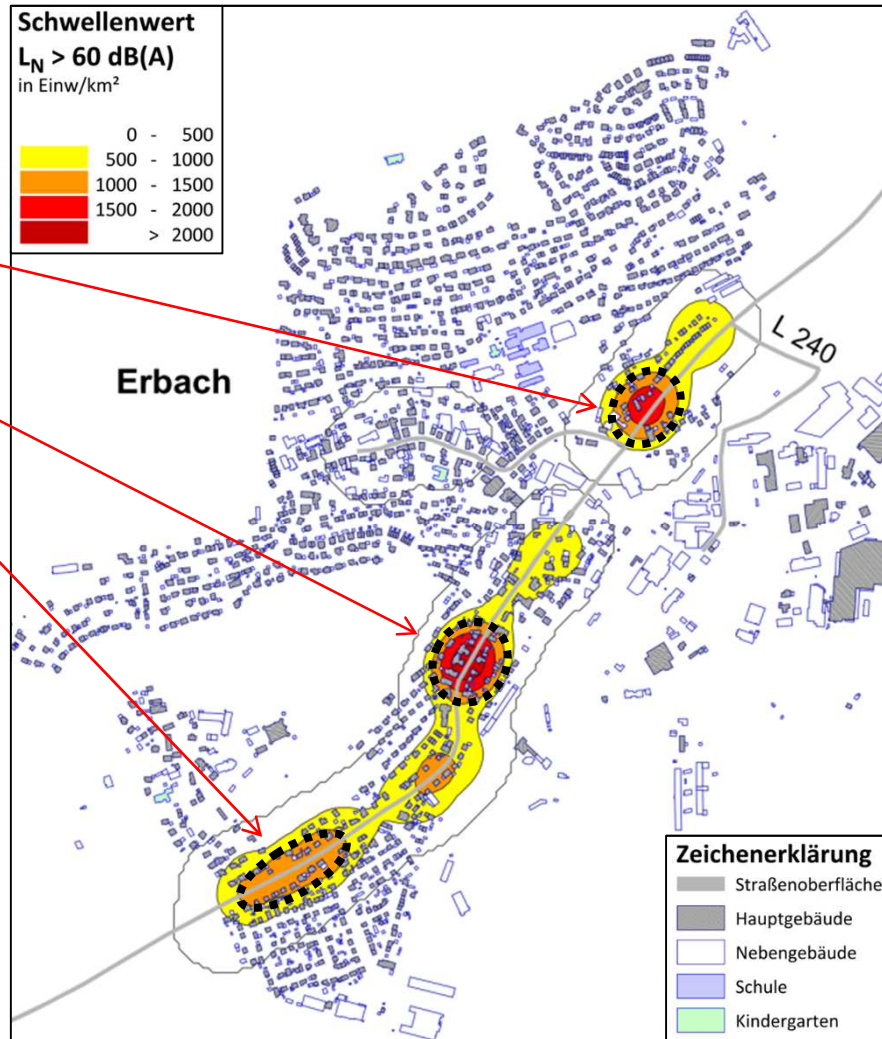 Schwellenwert
L_N > 60 dB(A)
in Einw/km²
0 - 500
500 - 1000
1000 - 1500
1500 - 2000
> 2000
L 240
Erbach
Zeichenerklärung
Straßenoberfläche
Hauptgebäude
Nebengebäude
Schule
Kindergarten